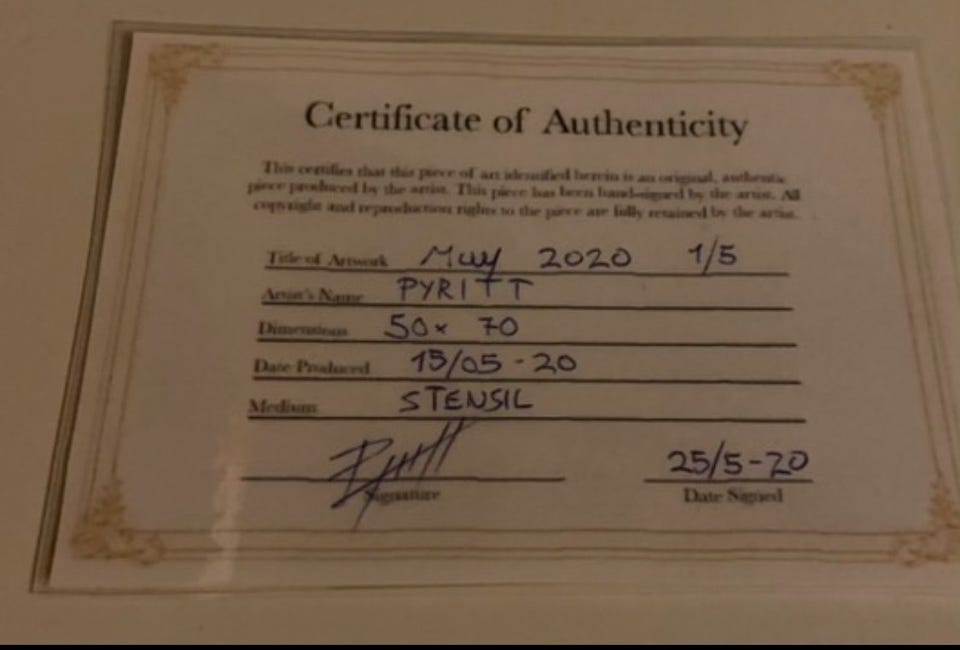 Certificate of Authenticity
This certifies that this piece of art identified herein is an original, authentic
piece produced by the artist. This piece has been hand-signed by the artist. All
copyright and reproduction rights to the piece are fully retained by the artist.
Title of Artwork May 2020 1/5
Artist's Name PYRITT
Dimensions 50x 70
Date Produced 15/05-20
Medium STENSIL
25/5-20
Signature Date Signed